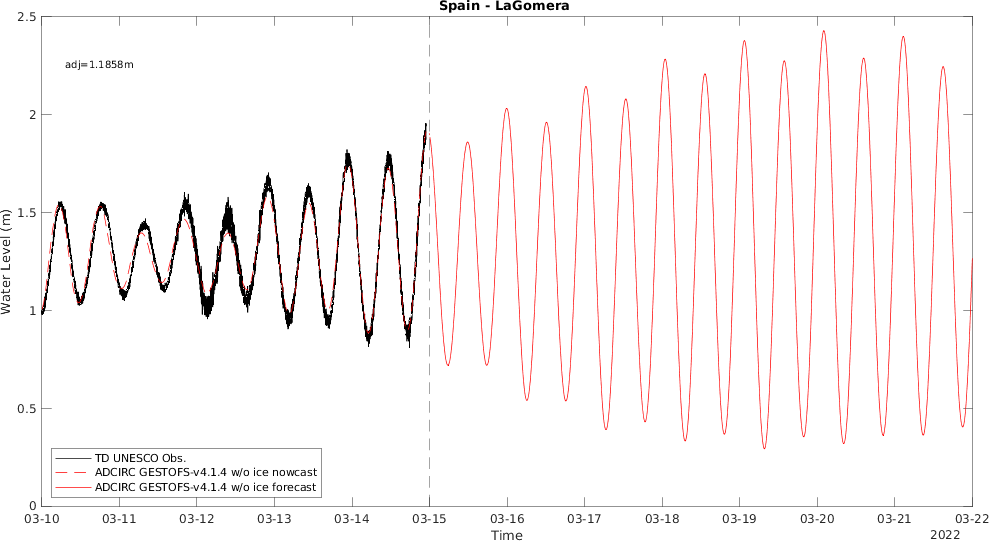 Spain - LaGomera
adj=1.1858m
2.5
2
1.5
1
0.5
0
Water Level (m)
TD UNESCO Obs.
ADCIRC GESTOFS-v4.1.4 w/o ice nowcast
ADCIRC GESTOFS-v4.1.4 w/o ice forecast
03-10 03-11 03-12 03-13 03-14 03-15 03-16 03-17 03-18 03-19 03-20 03-21 03-22
Time
2022